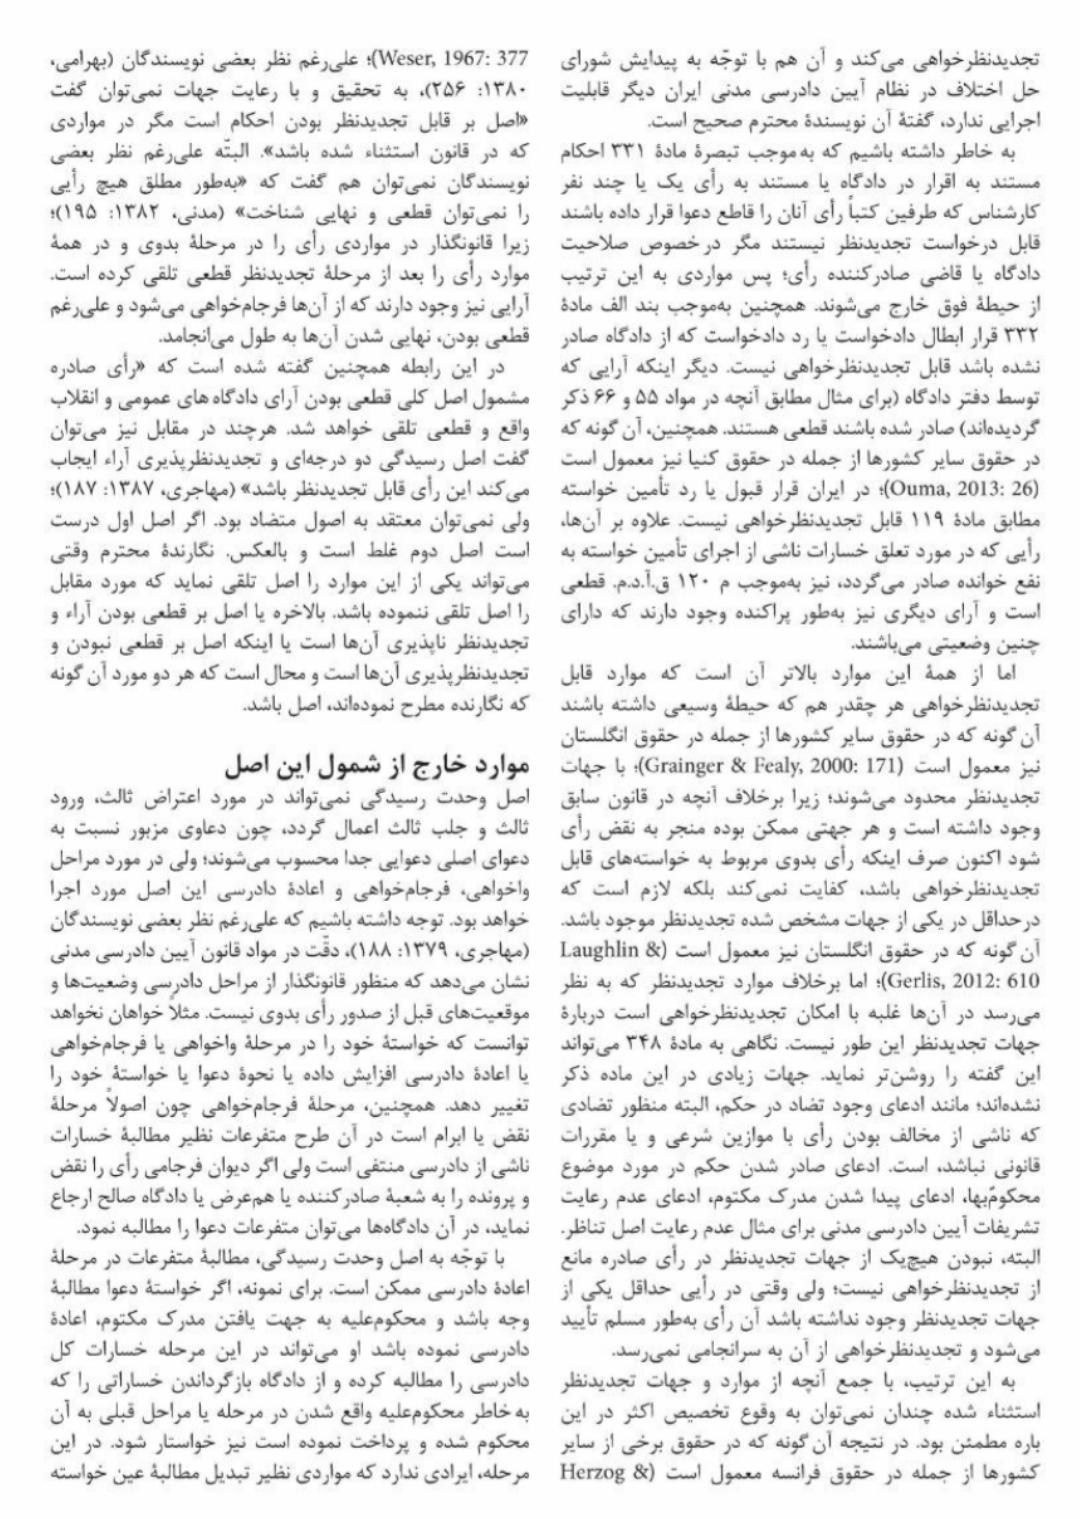 تجدیدنظرخواهی می‌کند و آن هم با توجّه به پیدایش شورای
حل اختلاف در نظام آیین دادرسی مدنی ایران دیگر قابلیت
اجرایی ندارد، گفتهٔ آن نویسندهٔ محترم صحیح است.
به خاطر داشته باشیم که به‌موجب تبصرهٔ مادهٔ ۳۳۱ احکام
مستند به اقرار در دادگاه یا مستند به رأی یک یا چند نفر
کارشناس که طرفین کتباً رأی آنان را قاطع دعوا قرار داده باشند
قابل درخواست تجدیدنظر نیستند مگر در خصوص صلاحیت
دادگاه یا قاضی صادرکننده رأی؛ پس مواردی به این ترتیب
از حیطهٔ فوق خارج می‌شوند. همچنین به‌موجب بند الف مادهٔ
۳۳۲ قرار ابطال دادخواست یا رد دادخواست که از دادگاه صادر
نشده باشد قابل تجدیدنظرخواهی نیست. دیگر اینکه آرایی که
توسط دفتر دادگاه (برای مثال مطابق آنچه در مواد ۵۵ و ۶۶ ذکر
گردیده‌اند) صادر شده باشند قطعی هستند. همچنین، آن گونه که
در حقوق سایر کشورها از جمله در حقوق کنیا نیز معمول است
(Ouma, 2013: 26)؛ در ایران قرار قبول یا رد تأمین خواسته
مطابق مادهٔ ۱۱۹ قابل تجدیدنظرخواهی نیست. علاوه بر آن‌ها،
رأیی که در مورد تعلق خسارات ناشی از اجرای تأمین خواسته به
نفع خوانده صادر می‌گردد، نیز به‌موجب م ۱۲۰ ق.آ.د.م. قطعی
است و آرای دیگری نیز به‌طور پراکنده وجود دارند که دارای
چنین وضعیتی می‌باشند.
اما از همهٔ این موارد بالاتر آن است که موارد قابل
تجدیدنظرخواهی هر چقدر هم که حیطهٔ وسیعی داشته باشند
آن گونه که در حقوق سایر کشورها از جمله در حقوق انگلستان
نیز معمول است (Grainger & Fealy, 2000: 171)؛ با جهات
تجدیدنظر محدود می‌شوند؛ زیرا برخلاف آنچه در قانون سابق
وجود داشته است و هر جهتی ممکن بوده منجر به نقض رأی
شود اکنون صرف اینکه رأی بدوی مربوط به خواسته‌های قابل
تجدیدنظرخواهی باشد، کفایت نمی‌کند بلکه لازم است که
درحداقل در یکی از جهات مشخص شده تجدیدنظر موجود باشد.
آن گونه که در حقوق انگلستان نیز معمول است (Laughlin &
Gerlis, 2012: 610)؛ اما برخلاف موارد تجدیدنظر که به نظر
می‌رسد در آن‌ها غلبه با امکان تجدیدنظرخواهی است دربارهٔ
جهات تجدیدنظر این طور نیست. نگاهی به مادهٔ ۳۴۸ می‌تواند
این گفته را روشن‌تر نماید. جهات زیادی در این ماده ذکر
نشده‌اند؛ مانند ادعای وجود تضاد در حکم، البته منظور تضادی
که ناشی از مخالف بودن رأی با موازین شرعی و یا مقررات
قانونی نباشد، است. ادعای صادر شدن حکم در مورد موضوع
محکومٌ‌بها، ادعای پیدا شدن مدرک مکتوم، ادعای عدم رعایت
تشریفات آیین دادرسی مدنی برای مثال عدم رعایت اصل تناظر.
البته، نبودن هیچ‌یک از جهات تجدیدنظر در رأی صادره مانع
از تجدیدنظرخواهی نیست؛ ولی وقتی در رأیی حداقل یکی از
جهات تجدیدنظر وجود نداشته باشد آن رأی به‌طور مسلم تأیید
می‌شود و تجدیدنظرخواهی از آن به سرانجامی نمی‌رسد.
به این ترتیب، با جمع آنچه از موارد و جهات تجدیدنظر
استثناء شده چندان نمی‌توان به وقوع تخصیص اکثر در این
باره مطمئن بود. در نتیجه آن گونه که در حقوق برخی از سایر
کشورها از جمله در حقوق فرانسه معمول است (Herzog &
Weser, 1967: 377)؛ علی‌رغم نظر بعضی نویسندگان (بهرامی،
۱۳۸۰: ۲۵۶)، به تحقیق و با رعایت جهات نمی‌توان گفت
«اصل بر قابل تجدیدنظر بودن احکام است مگر در مواردی
که در قانون استثناء شده باشد». البتّه علی‌رغم نظر بعضی
نویسندگان نمی‌توان هم گفت که «به‌طور مطلق هیچ رأیی
را نمی‌توان قطعی و نهایی شناخت» (مدنی، ۱۳۸۲: ۱۹۵)؛
زیرا قانونگذار در مواردی رأی را در مرحلهٔ بدوی و در همهٔ
موارد رأی را بعد از مرحلهٔ تجدیدنظر قطعی تلقی کرده است.
آرایی نیز وجود دارند که از آن‌ها فرجام‌خواهی می‌شود و علی‌رغم
قطعی بودن، نهایی شدن آن‌ها به طول می‌انجامد.
در این رابطه همچنین گفته شده است که «رأی صادره
مشمول اصل کلی قطعی بودن آرای دادگاه های عمومی و انقلاب
واقع و قطعی تلقی خواهد شد. هرچند در مقابل نیز می‌توان
گفت اصل رسیدگی دو درجه‌ای و تجدیدنظرپذیری آراء ایجاب
می‌کند این رأی قابل تجدیدنظر باشد» (مهاجری، ۱۳۸۷: ۱۸۷)؛
ولی نمی‌توان معتقد به اصول متضاد بود. اگر اصل اول درست
است اصل دوم غلط است و بالعکس. نگارندهٔ محترم وقتی
می‌تواند یکی از این موارد را اصل تلقی نماید که مورد مقابل
را اصل تلقی ننموده باشد. بالاخره یا اصل بر قطعی بودن آراء و
تجدیدنظر ناپذیری آن‌ها است یا اینکه اصل بر قطعی نبودن و
تجدیدنظرپذیری آن‌ها است و محال است که هر دو مورد آن گونه
که نگارنده مطرح نموده‌اند، اصل باشد.
موارد خارج از شمول این اصل
اصل وحدت رسیدگی نمی‌تواند در مورد اعتراض ثالث، ورود
ثالث و جلب ثالث اعمال گردد، چون دعاوی مزبور نسبت به
دعوای اصلی دعوایی جدا محسوب می‌شوند؛ ولی در مورد مراحل
واخواهی، فرجام‌خواهی و اعادهٔ دادرسی این اصل مورد اجرا
خواهد بود. توجه داشته باشیم که علی‌رغم نظر بعضی نویسندگان
(مهاجری، ۱۳۷۹: ۱۸۸)، دقّت در مواد قانون آیین دادرسی مدنی
نشان می‌دهد که منظور قانونگذار از مراحل دادرسی وضعیت‌ها و
موقعیت‌های قبل از صدور رأی بدوی نیست. مثلاً خواهان نخواهد
توانست که خواستهٔ خود را در مرحلهٔ واخواهی یا فرجام‌خواهی
یا اعادهٔ دادرسی افزایش داده یا نحوهٔ دعوا یا خواستهٔ خود را
تغییر دهد. همچنین، مرحلهٔ فرجام‌خواهی چون اصولاً مرحلهٔ
نقض یا ابرام است در آن طرح متفرعات نظیر مطالبهٔ خسارات
ناشی از دادرسی منتفی است ولی اگر دیوان فرجامی رأی را نقض
و پرونده را به شعبهٔ صادرکننده یا هم‌عرض یا دادگاه صالح ارجاع
نماید، در آن دادگاه‌ها می‌توان متفرعات دعوا را مطالبه نمود.
با توجّه به اصل وحدت رسیدگی، مطالبهٔ متفرعات در مرحلهٔ
اعادهٔ دادرسی ممکن است. برای نمونه، اگر خواستهٔ دعوا مطالبهٔ
وجه باشد و محکوم‌علیه به جهت یافتن مدرک مکتوم، اعادهٔ
دادرسی نموده باشد او می‌تواند در این مرحله خسارات کل
دادرسی را مطالبه کرده و از دادگاه بازگرداندن خساراتی را که
به خاطر محکوم‌علیه واقع شدن در مرحله یا مراحل قبلی به آن
محکوم شده و پرداخت نموده است نیز خواستار شود. در این
مرحله، ایرادی ندارد که مواردی نظیر تبدیل مطالبهٔ عین خواسته